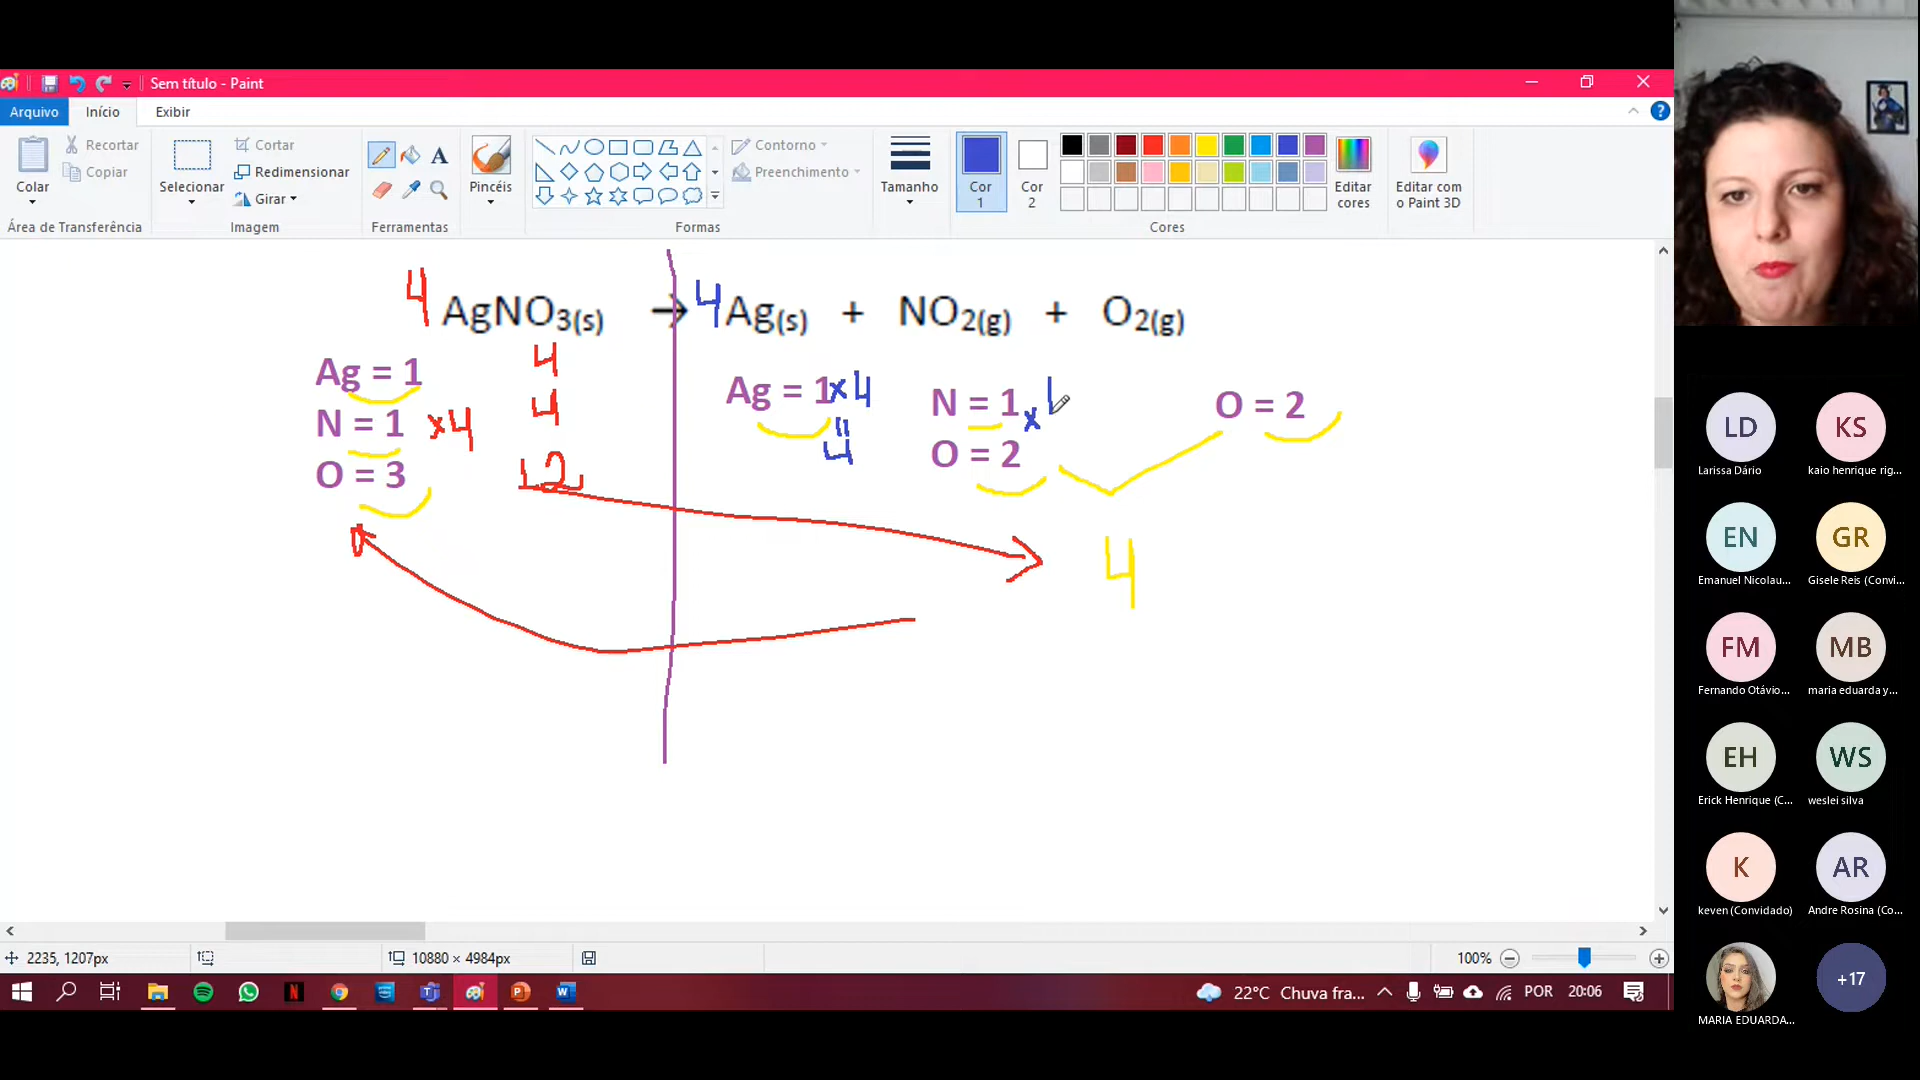 Sem título - Paint
Arquivo Início Exibir
Colar
Recortar
Copiar
Área de Transferência
Selecionar
Cortar
Redimensionar
Girar
Imagem
Ferramentas
Pincéis
Contorno
Preenchimento
Formas
Tamanho
Cor 1
Cor 2
Editar cores
Editar com o Paint 3D
Cores
4 AgNO3(s) → 4 Ag(s) + NO2(g) + O2(g)
Ag = 1 4
N = 1 x4 4
O = 3 12
Ag = 1 x4
=
4
N = 1 x
O = 2
O = 2
4
2235, 1207px 10880 × 4984px 100%
22°C Chuva fra... POR 20:06
LD KS
Larissa Dário kaio henrique rig...
EN GR
Emanuel Nicolau... Gisele Reis (Convi...
FM MB
Fernando Otávio... maria eduarda y...
EH WS
Erick Henrique (C... weslei silva
K AR
keven (Convidado) Andre Rosina (Co...
+17
MARIA EDUARDA...